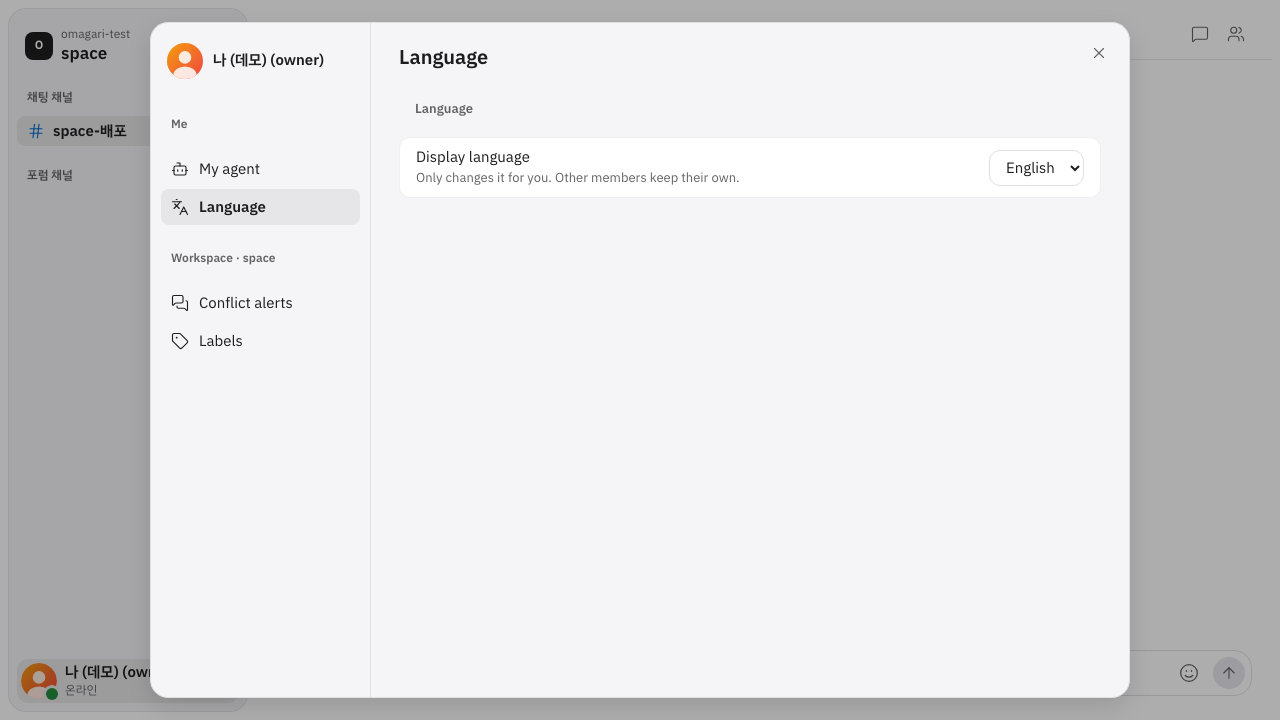 O
omagari-test
space
채팅 채널
space-배포
포럼 채널
나 (데모)
온라인
나 (데모) (owner)
Me
My agent
Language
Workspace · space
Conflict alerts
Labels
Language
Language
Display language
Only changes it for you. Other members keep their own.
English